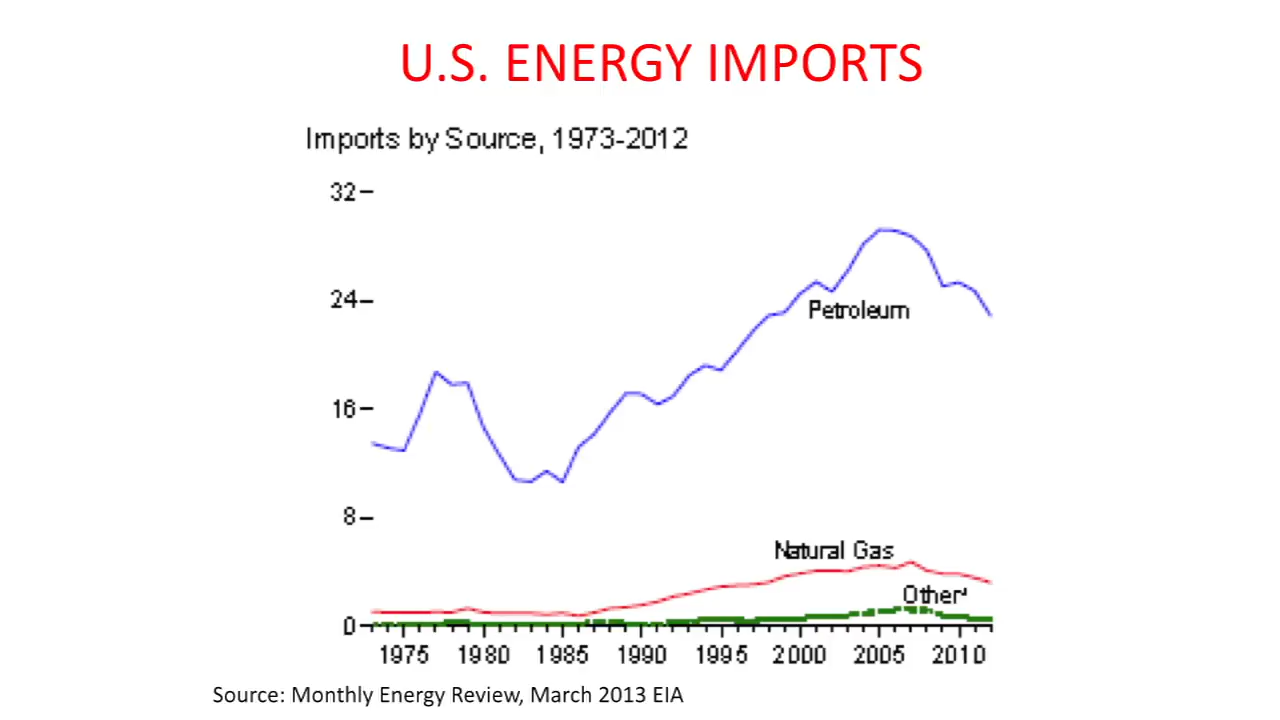 U.S. ENERGY IMPORTS
Imports by Source, 1973-2012
32
24
Petroleum
16
8
Natural Gas
Other¹
0
1975 1980 1985 1990 1995 2000 2005 2010
Source: Monthly Energy Review, March 2013 EIA